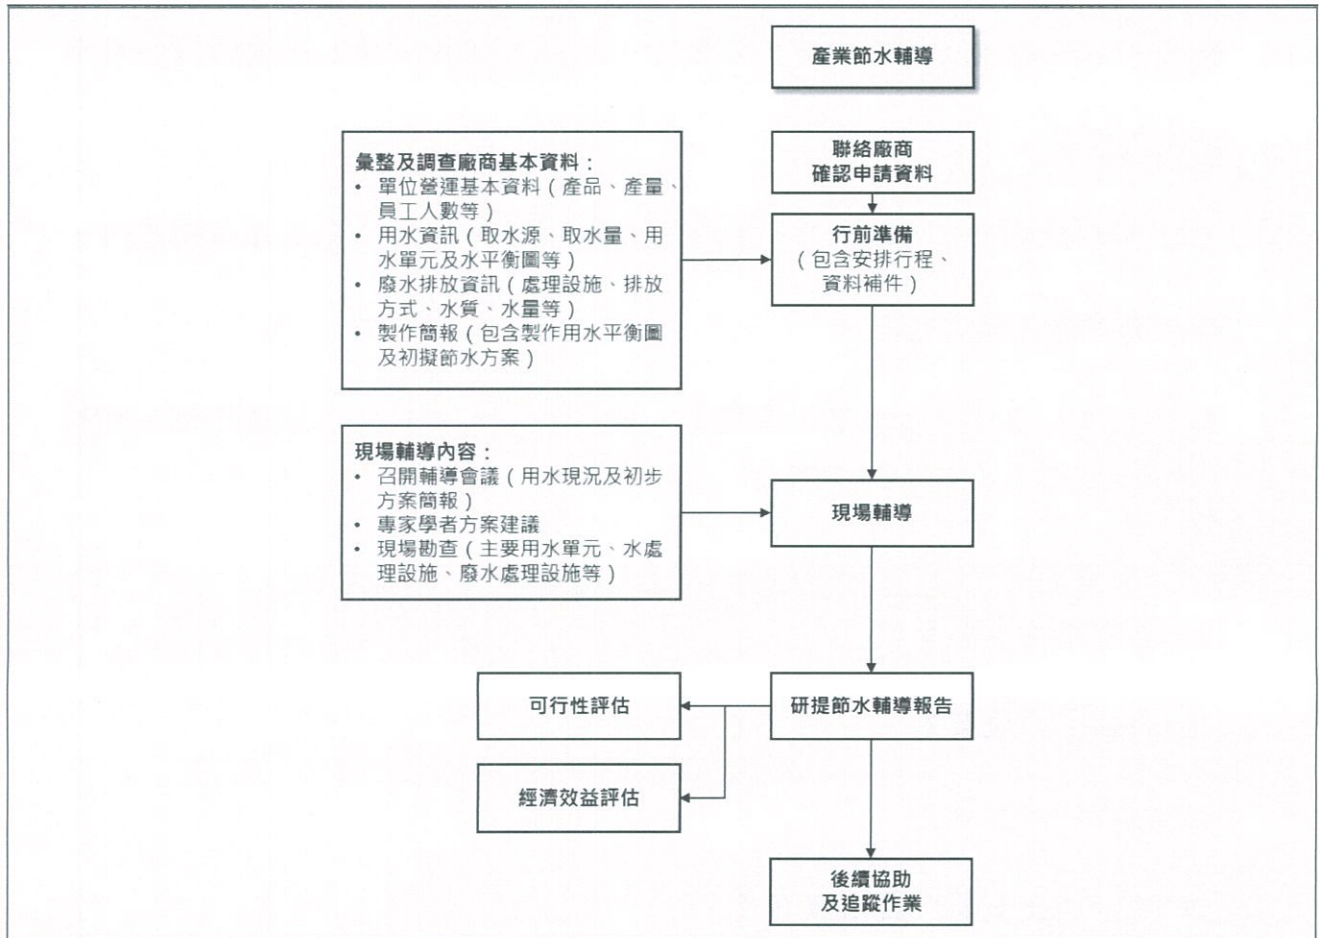 產業節水輔導
聯絡廠商
確認申請資料
彙整及調查廠商基本資料：
• 單位營運基本資料（產品、產量、
員工人數等）
• 用水資訊（取水源、取水量、用
水單元及水平衡圖等）
• 廢水排放資訊（處理設施、排放
方式、水質、水量等）
• 製作簡報（包含製作用水平衡圖
及初擬節水方案）
行前準備
（包含安排行程、
資料補件）
現場輔導內容：
• 召開輔導會議（用水現況及初步
方案簡報）
• 專家學者方案建議
• 現場勘查（主要用水單元、水處
理設施、廢水處理設施等）
現場輔導
研提節水輔導報告
可行性評估
經濟效益評估
後續協助
及追蹤作業